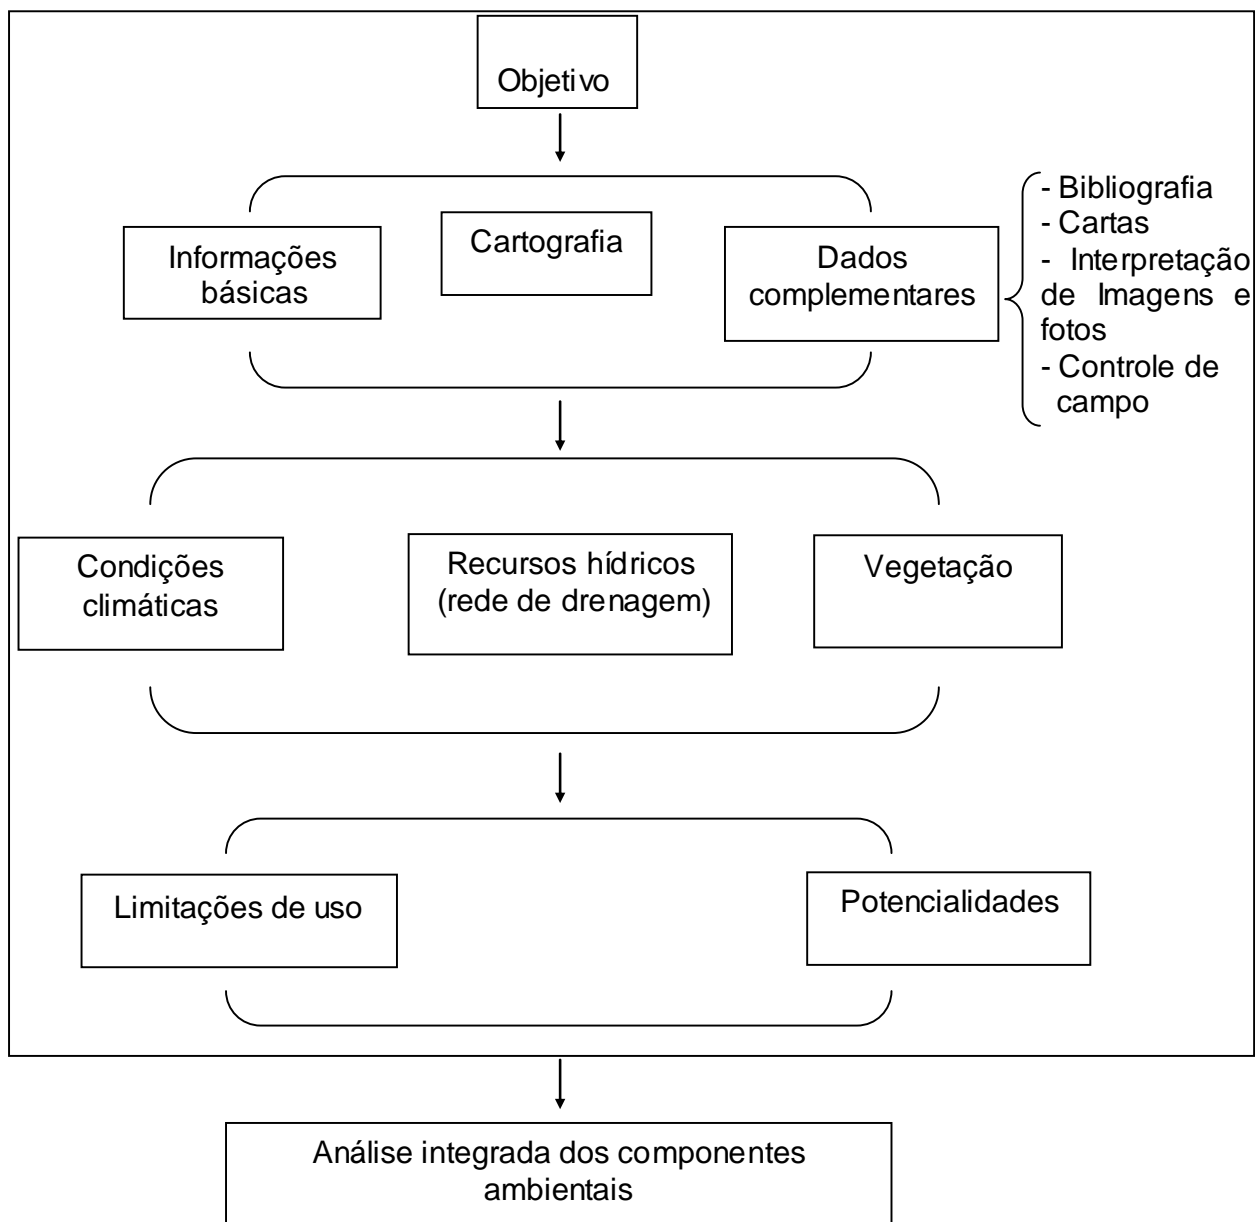 Objetivo
Informações
básicas
Cartografia
Dados
complementares
- Bibliografia
- Cartas
- Interpretação
de Imagens e
fotos
- Controle de
campo
Condições
climáticas
Recursos hídricos
(rede de drenagem)
Vegetação
Limitações de uso
Potencialidades
Análise integrada dos componentes
ambientais